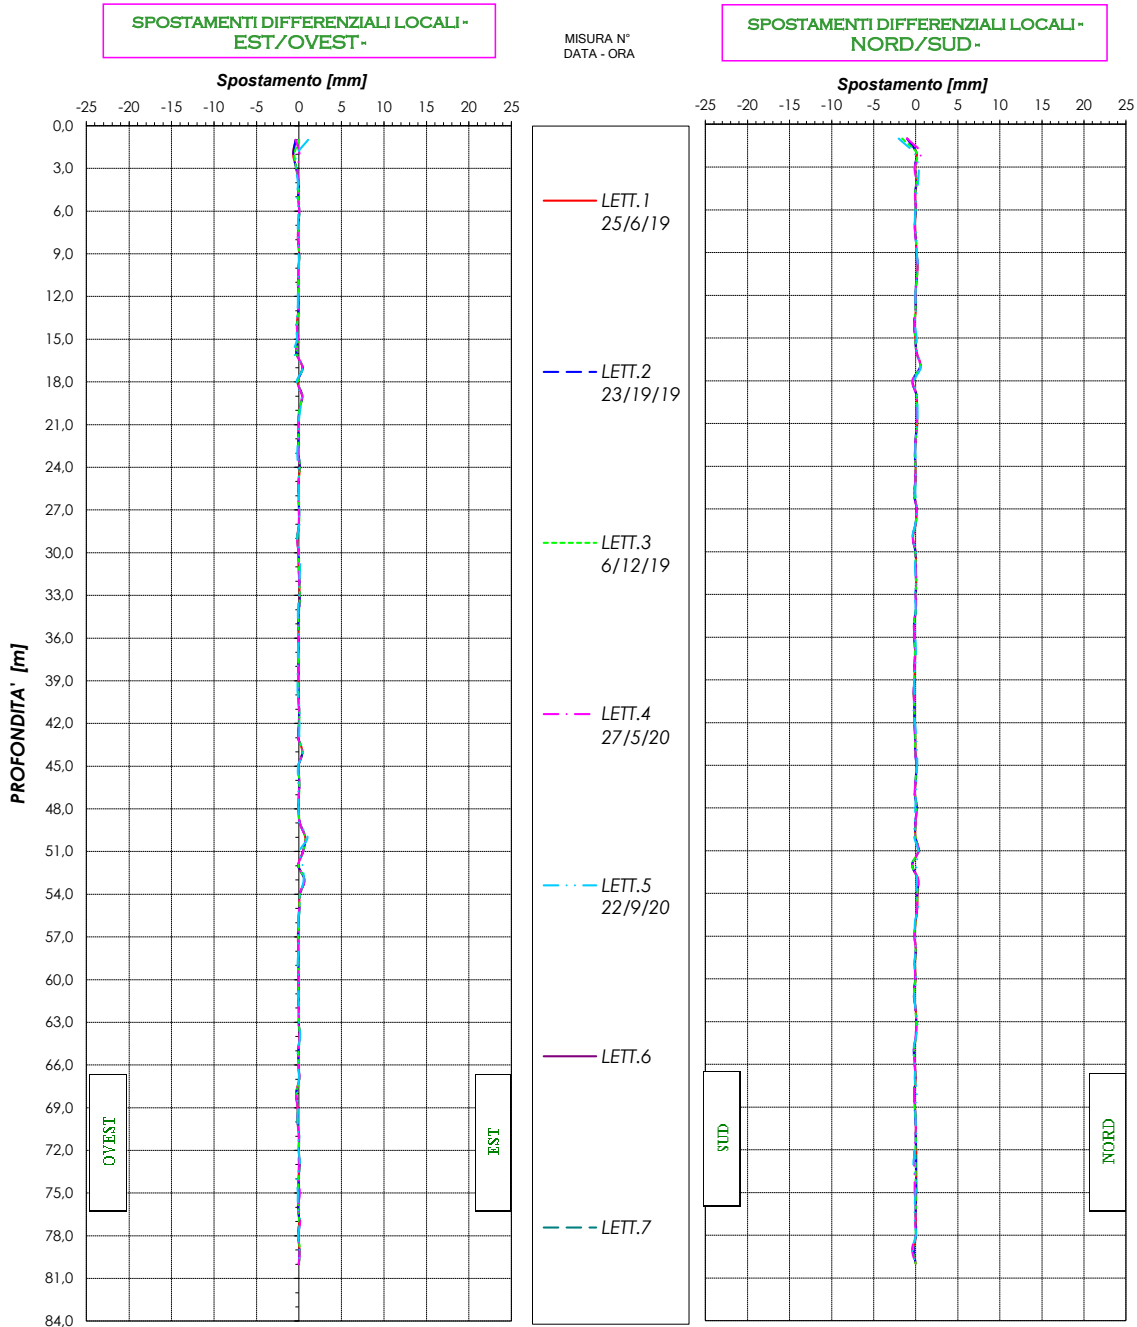 SPOSTAMENTI DIFFERENZIALI LOCALI -
EST/OVEST -
MISURA N°
DATA - ORA
SPOSTAMENTI DIFFERENZIALI LOCALI -
NORD/SUD -
Spostamento [mm]
-25 -20 -15 -10 -5 0 5 10 15 20 25
Spostamento [mm]
-25 -20 -15 -10 -5 0 5 10 15 20 25
PROFONDITA' [m]
0,0
3,0
6,0
9,0
12,0
15,0
18,0
21,0
24,0
27,0
30,0
33,0
36,0
39,0
42,0
45,0
48,0
51,0
54,0
57,0
60,0
63,0
66,0
69,0
72,0
75,0
78,0
81,0
84,0
OVEST
EST
LETT.1
25/6/19
LETT.2
23/19/19
LETT.3
6/12/19
LETT.4
27/5/20
LETT.5
22/9/20
LETT.6
LETT.7
SUD
NORD